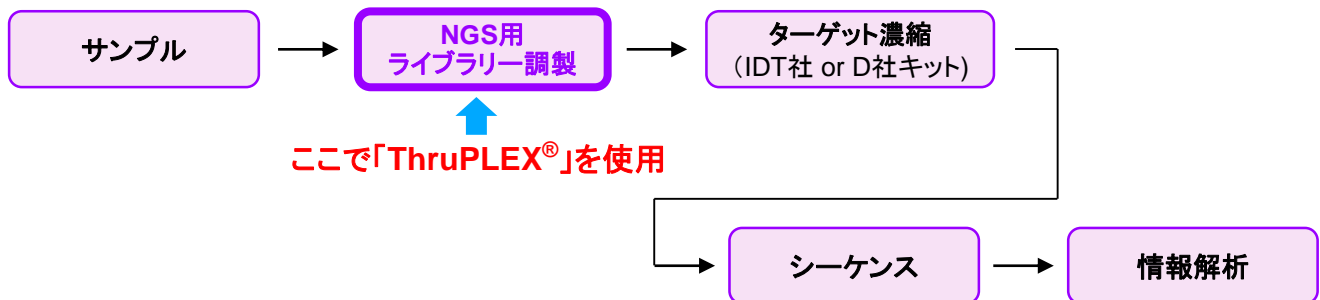 サンプル
NGS用
ライブラリー調製
ターゲット濃縮
（IDT社 or D社キット)
ここで｢ThruPLEX®｣を使用
シーケンス
情報解析